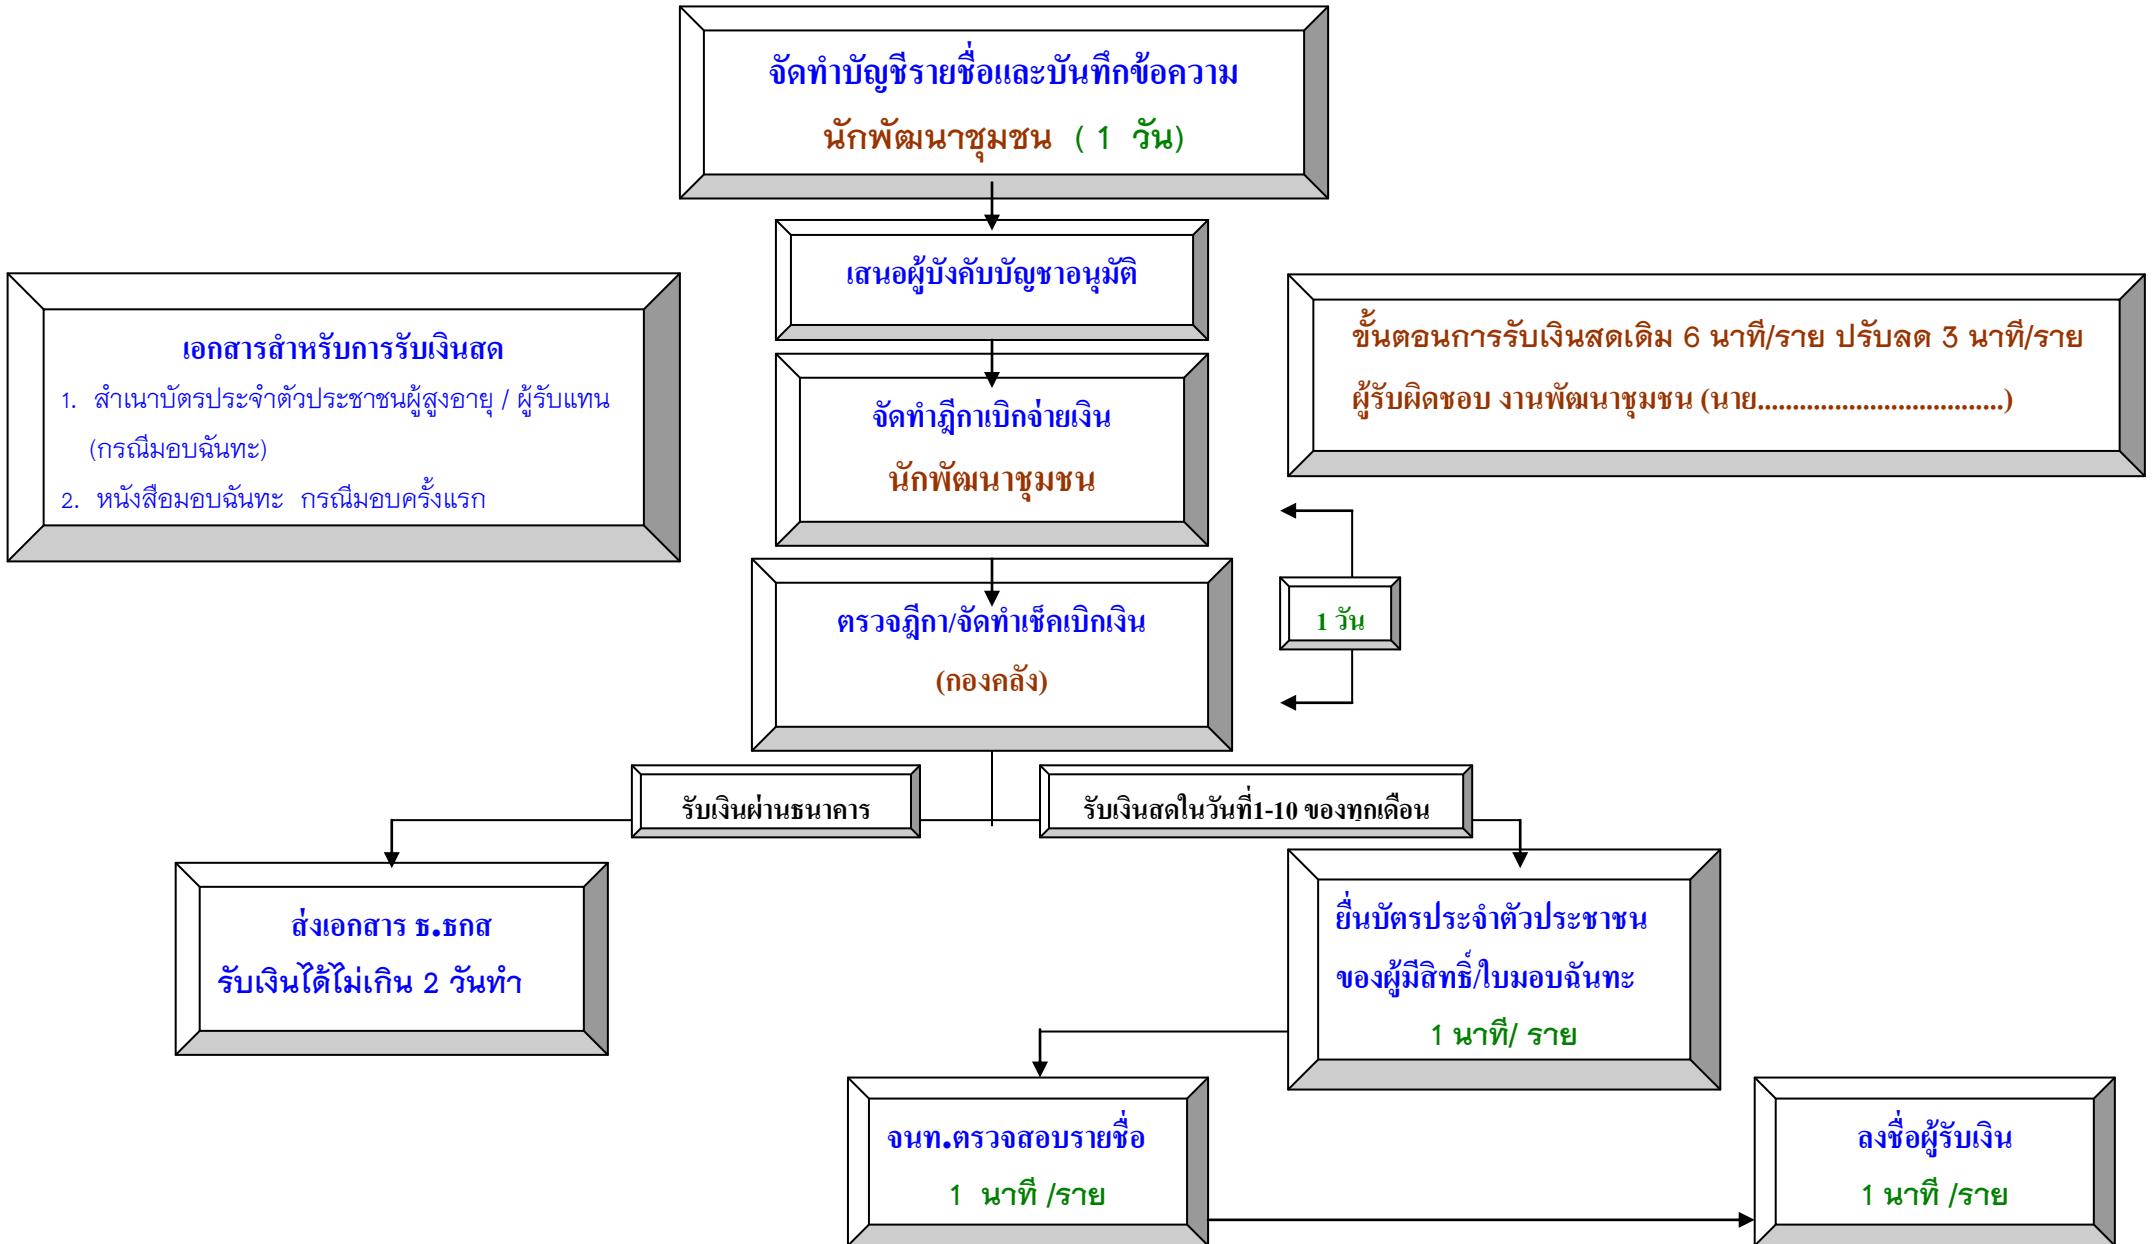 จัดทำบัญชีรายชื่อและบันทึกข้อความ
นักพัฒนาชุมชน ( 1 วัน)
เสนอผู้บังคับบัญชาอนุมัติ
เอกสารสำหรับการรับเงินสด
1. สำเนาบัตรประจำตัวประชาชนผู้สูงอายุ / ผู้รับแทน
(กรณีมอบฉันทะ)
2. หนังสือมอบฉันทะ กรณีมอบครั้งแรก
ขั้นตอนการรับเงินสดเดิม 6 นาที/ราย ปรับลด 3 นาที/ราย
ผู้รับผิดชอบ งานพัฒนาชุมชน (นาย...................................)
จัดทำฎีกาเบิกจ่ายเงิน
นักพัฒนาชุมชน
ตรวจฎีกา/จัดทำเช็คเบิกเงิน
(กองคลัง)
1 วัน
รับเงินผ่านธนาคาร
รับเงินสดในวันที่1-10 ของทุกเดือน
ส่งเอกสาร ธ.ธกส
รับเงินได้ไม่เกิน 2 วันทำ
ยื่นบัตรประจำตัวประชาชน
ของผู้มีสิทธิ์/ใบมอบฉันทะ
1 นาที/ ราย
จนท.ตรวจสอบรายชื่อ
1 นาที /ราย
ลงชื่อผู้รับเงิน
1 นาที /ราย